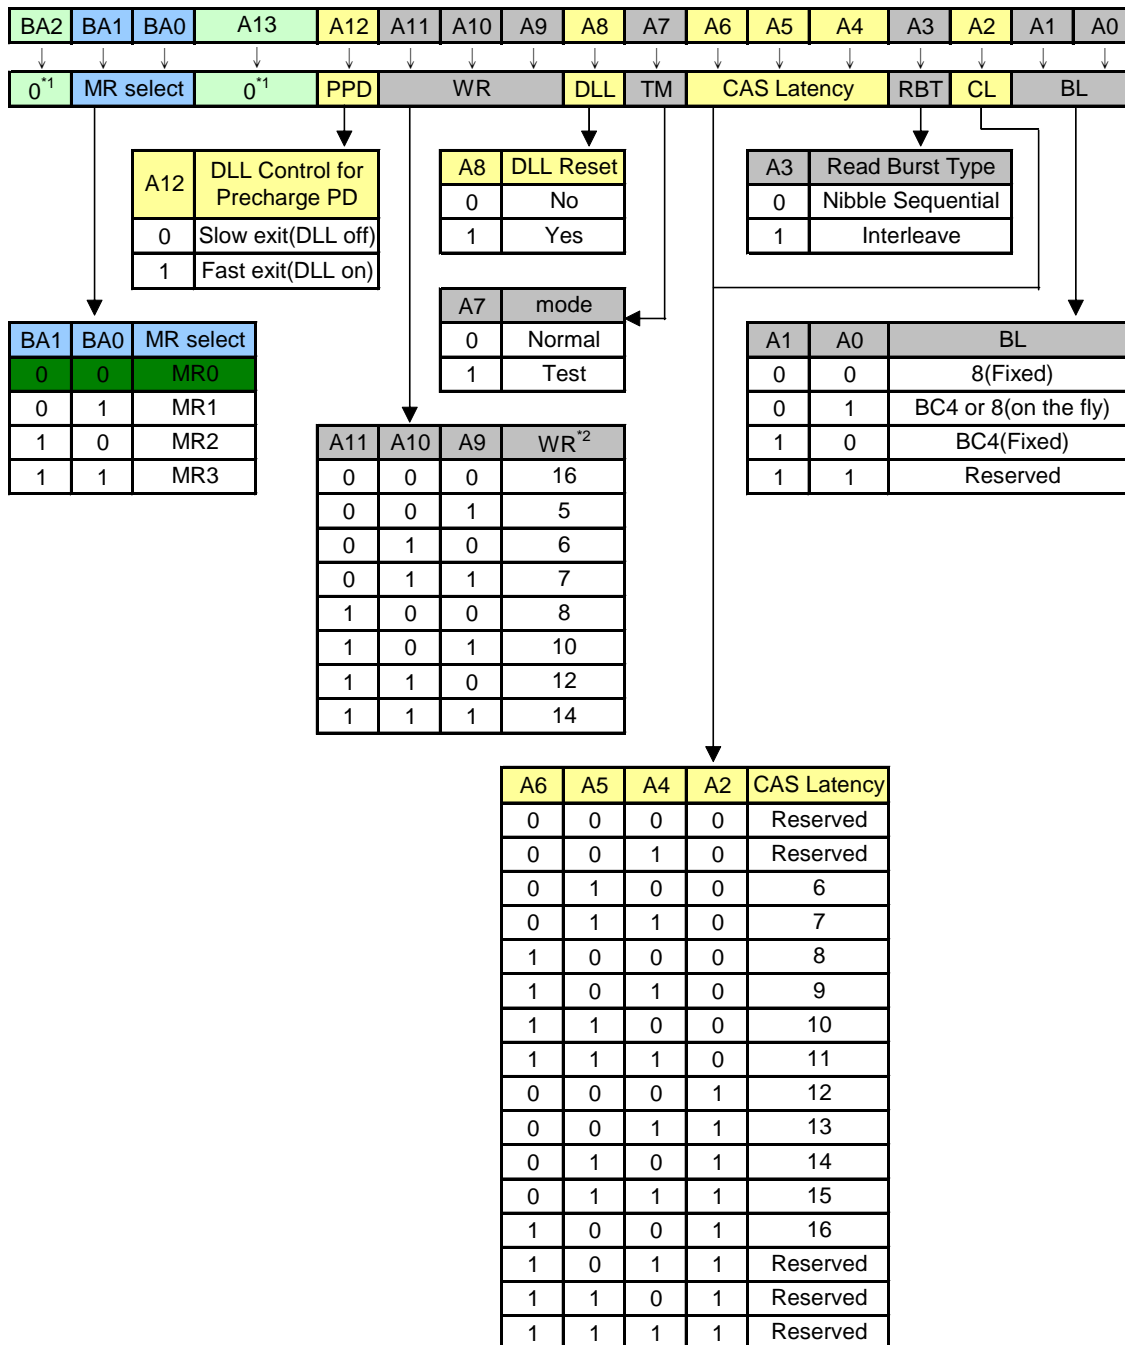 BA2 BA1 BA0 A13 A12 A11 A10 A9 A8 A7 A6 A5 A4 A3 A2 A1 A0
0*1 MR select 0*1 PPD WR DLL TM CAS Latency RBT CL BL
A12 DLL Control for Precharge PD
0 Slow exit(DLL off)
1 Fast exit(DLL on)
A8 DLL Reset
0 No
1 Yes
A3 Read Burst Type
0 Nibble Sequential
1 Interleave
A7 mode
0 Normal
1 Test
BA1 BA0 MR select
0 0 MR0
0 1 MR1
1 0 MR2
1 1 MR3
A1 A0 BL
0 0 8(Fixed)
0 1 BC4 or 8(on the fly)
1 0 BC4(Fixed)
1 1 Reserved
A11 A10 A9 WR*2
0 0 0 16
0 0 1 5
0 1 0 6
0 1 1 7
1 0 0 8
1 0 1 10
1 1 0 12
1 1 1 14
A6 A5 A4 A2 CAS Latency
0 0 0 0 Reserved
0 0 1 0 Reserved
0 1 0 0 6
0 1 1 0 7
1 0 0 0 8
1 0 1 0 9
1 1 0 0 10
1 1 1 0 11
0 0 0 1 12
0 0 1 1 13
0 1 0 1 14
0 1 1 1 15
1 0 0 1 16
1 0 1 1 Reserved
1 1 0 1 Reserved
1 1 1 1 Reserved